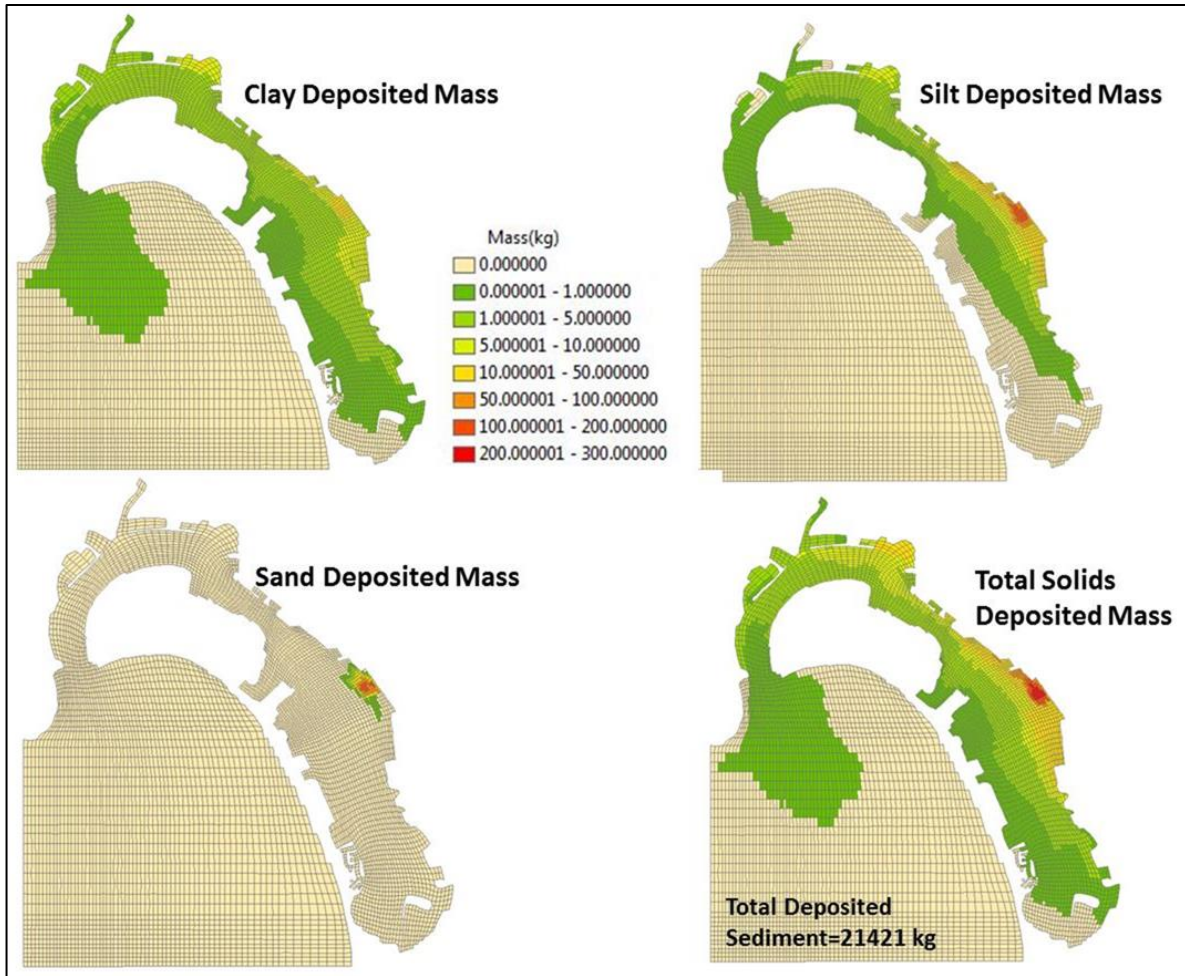 Clay Deposited Mass
Silt Deposited Mass
Mass(kg)
0.000000
0.000001 - 1.000000
1.000001 - 5.000000
5.000001 - 10.000000
10.000001 - 50.000000
50.000001 - 100.000000
100.000001 - 200.000000
200.000001 - 300.000000
Sand Deposited Mass
Total Solids
Deposited Mass
Total Deposited
Sediment=21421 kg